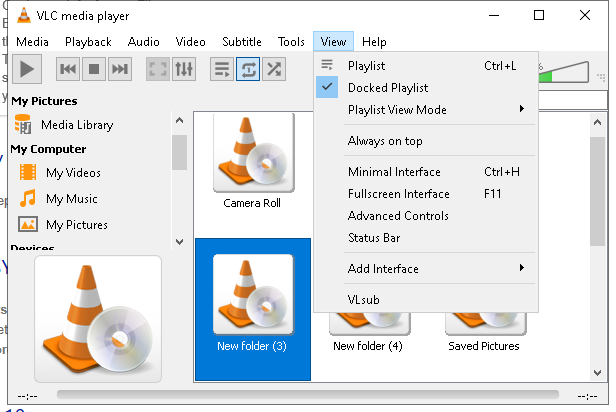 VLC media player
Media Playback Audio Video Subtitle Tools View Help
%
My Pictures
Media Library
My Computer
My Videos
My Music
My Pictures
Devices
Camera Roll
New folder (3)
New folder (4)
Saved Pictures
Playlist Ctrl+L
Docked Playlist
Playlist View Mode
Always on top
Minimal Interface Ctrl+H
Fullscreen Interface F11
Advanced Controls
Status Bar
Add Interface
VLsub
--:-- --:--